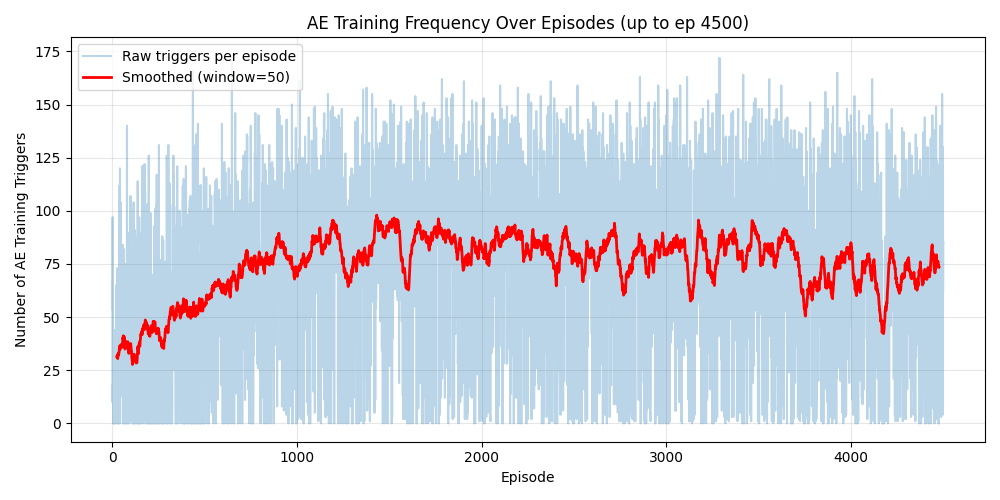 AE Training Frequency Over Episodes (up to ep 4500)
Raw triggers per episode
Smoothed (window=50)
Number of AE Training Triggers
175
150
125
100
75
50
25
0
0 1000 2000 3000 4000
Episode